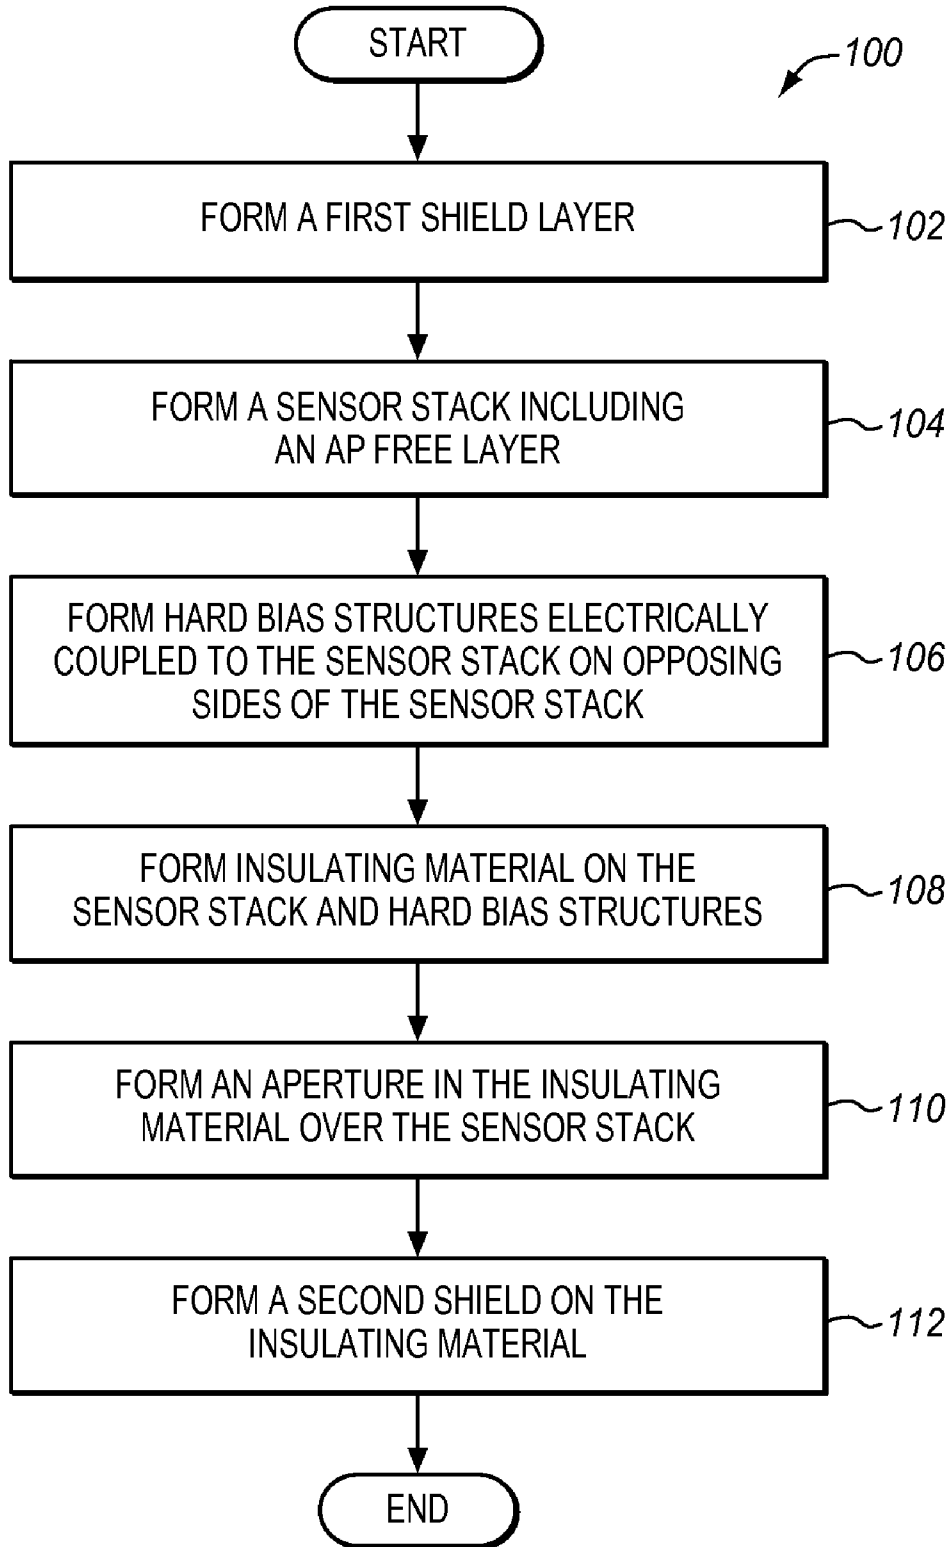 START
100
FORM A FIRST SHIELD LAYER
102
FORM A SENSOR STACK INCLUDING
AN AP FREE LAYER
104
FORM HARD BIAS STRUCTURES ELECTRICALLY
COUPLED TO THE SENSOR STACK ON OPPOSING
SIDES OF THE SENSOR STACK
106
FORM INSULATING MATERIAL ON THE
SENSOR STACK AND HARD BIAS STRUCTURES
108
FORM AN APERTURE IN THE INSULATING
MATERIAL OVER THE SENSOR STACK
110
FORM A SECOND SHIELD ON THE
INSULATING MATERIAL
112
END